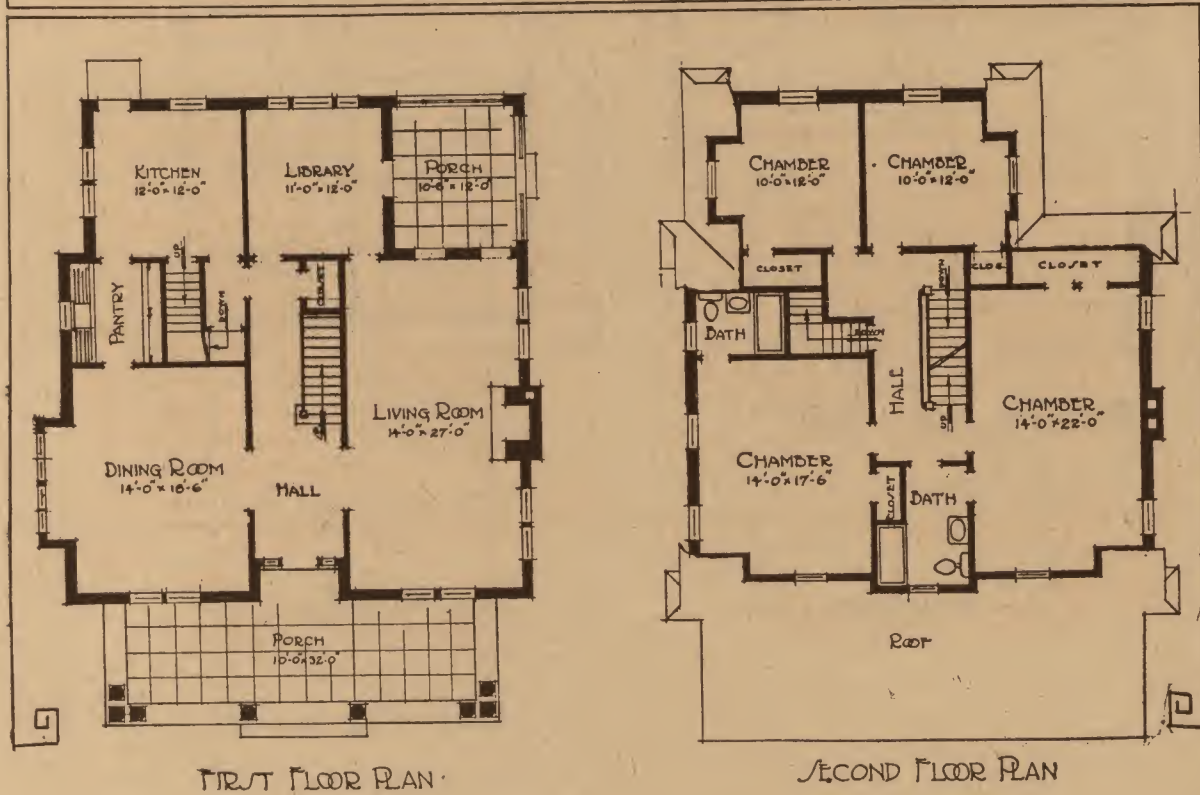 KITCHEN
12'-0" x 12'-0"
LIBRARY
11'-0" x 12'-0"
PORCH
10'-6" x 12'-0"
UP
DOWN
CLOSET
PANTRY
LIVING ROOM
14'-0" x 27'-0"
UP
DINING ROOM
14'-0" x 18'-6"
HALL
PORCH
10'-0" x 32'-0"
FIRST FLOOR PLAN
CHAMBER
10'-0" x 12'-0"
CHAMBER
10'-0" x 12'-0"
CLOSET
DOWN
CLOS
CLOSET
BATH
DOWN
HALL
CHAMBER
14'-0" x 22'-0"
UP
CHAMBER
14'-0" x 17'-6"
CLOSET
BATH
ROOF
SECOND FLOOR PLAN